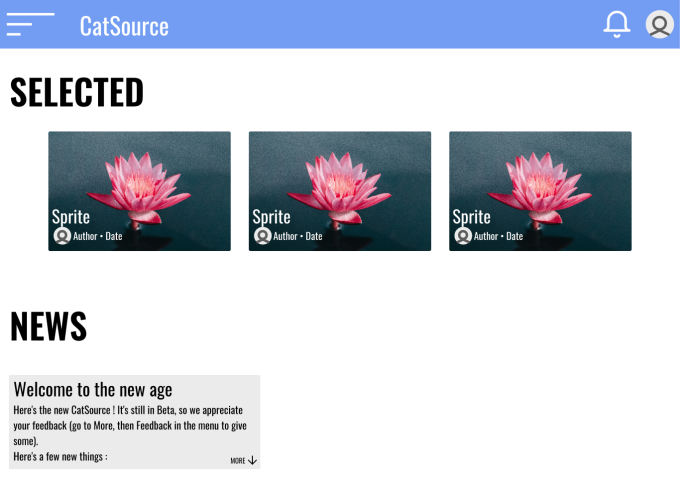 CatSource
SELECTED
Sprite
Author • Date
Sprite
Author • Date
Sprite
Author • Date
NEWS
Welcome to the new age
Here's the new CatSource ! It's still in Beta, so we appreciate
your feedback (go to More, then Feedback in the menu to give
some).
Here's a few new things :
MORE